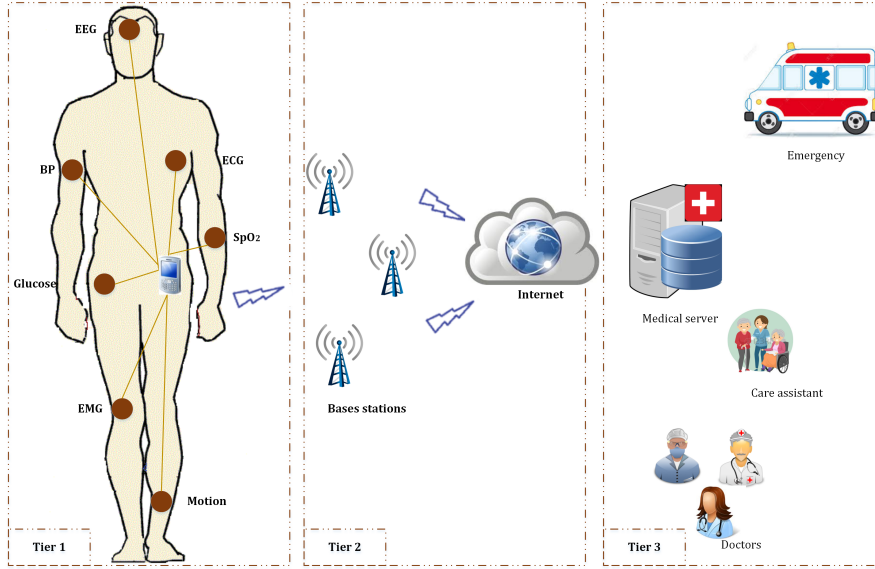 EEG
ECG
BP
SpO2
Glucose
EMG
Motion
Tier 1
Bases stations
Internet
Tier 2
Emergency
Medical server
Care assistant
Doctors
Tier 3